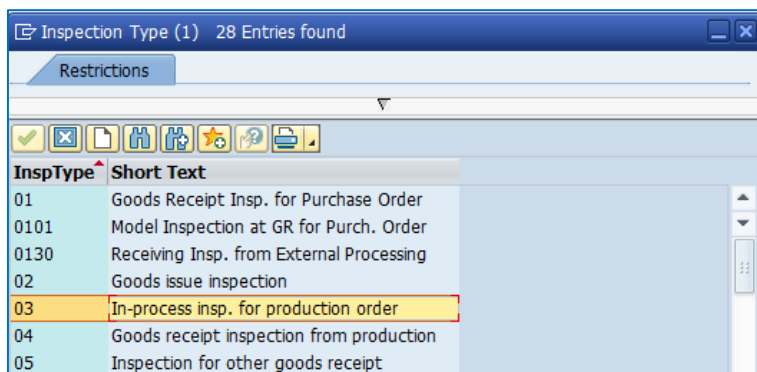 Inspection Type (1) 28 Entries found
Restrictions
InspType Short Text
01 Goods Receipt Insp. for Purchase Order
0101 Model Inspection at GR for Purch. Order
0130 Receiving Insp. from External Processing
02 Goods issue inspection
03 In-process insp. for production order
04 Goods receipt inspection from production
05 Inspection for other goods receipt